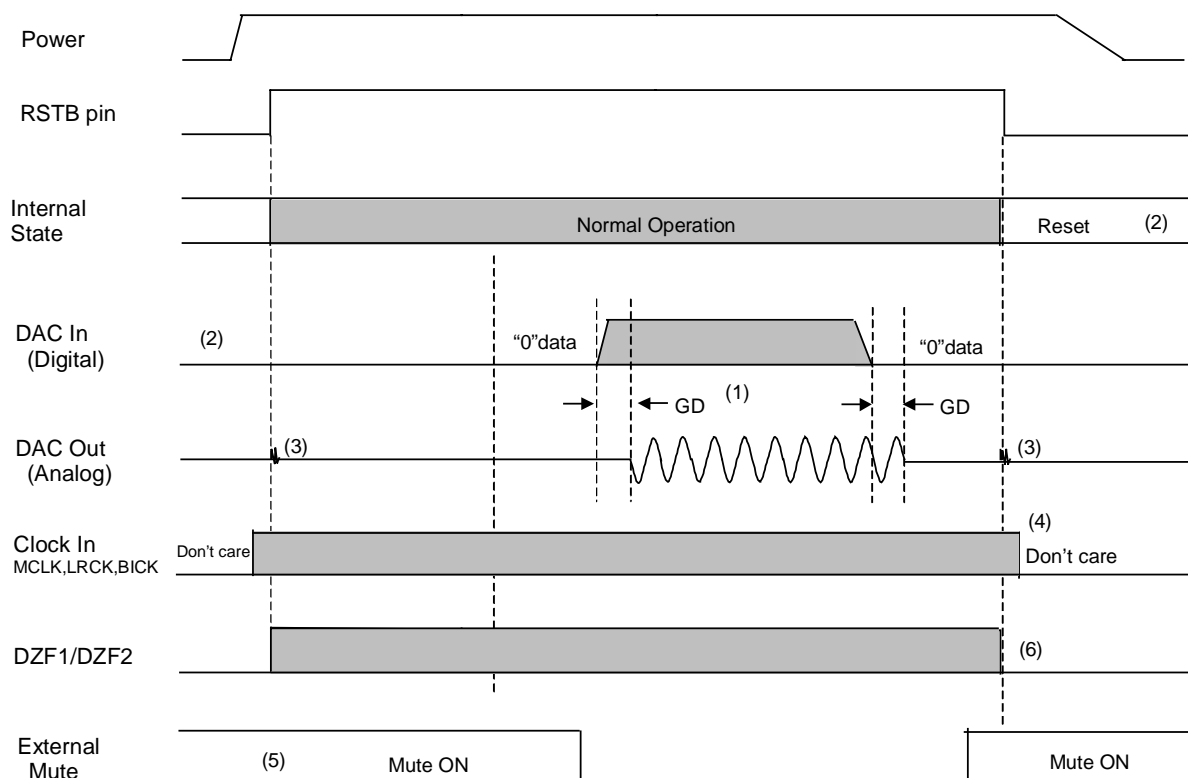 Power
RSTB pin
Internal
State
Normal Operation
Reset
(2)
DAC In
(Digital)
(2)
“0”data
“0”data
(1)
GD
GD
DAC Out
(Analog)
(3)
(3)
Clock In
MCLK,LRCK,BICK
Don’t care
(4)
Don’t care
DZF1/DZF2
(6)
External
Mute
(5)
Mute ON
Mute ON